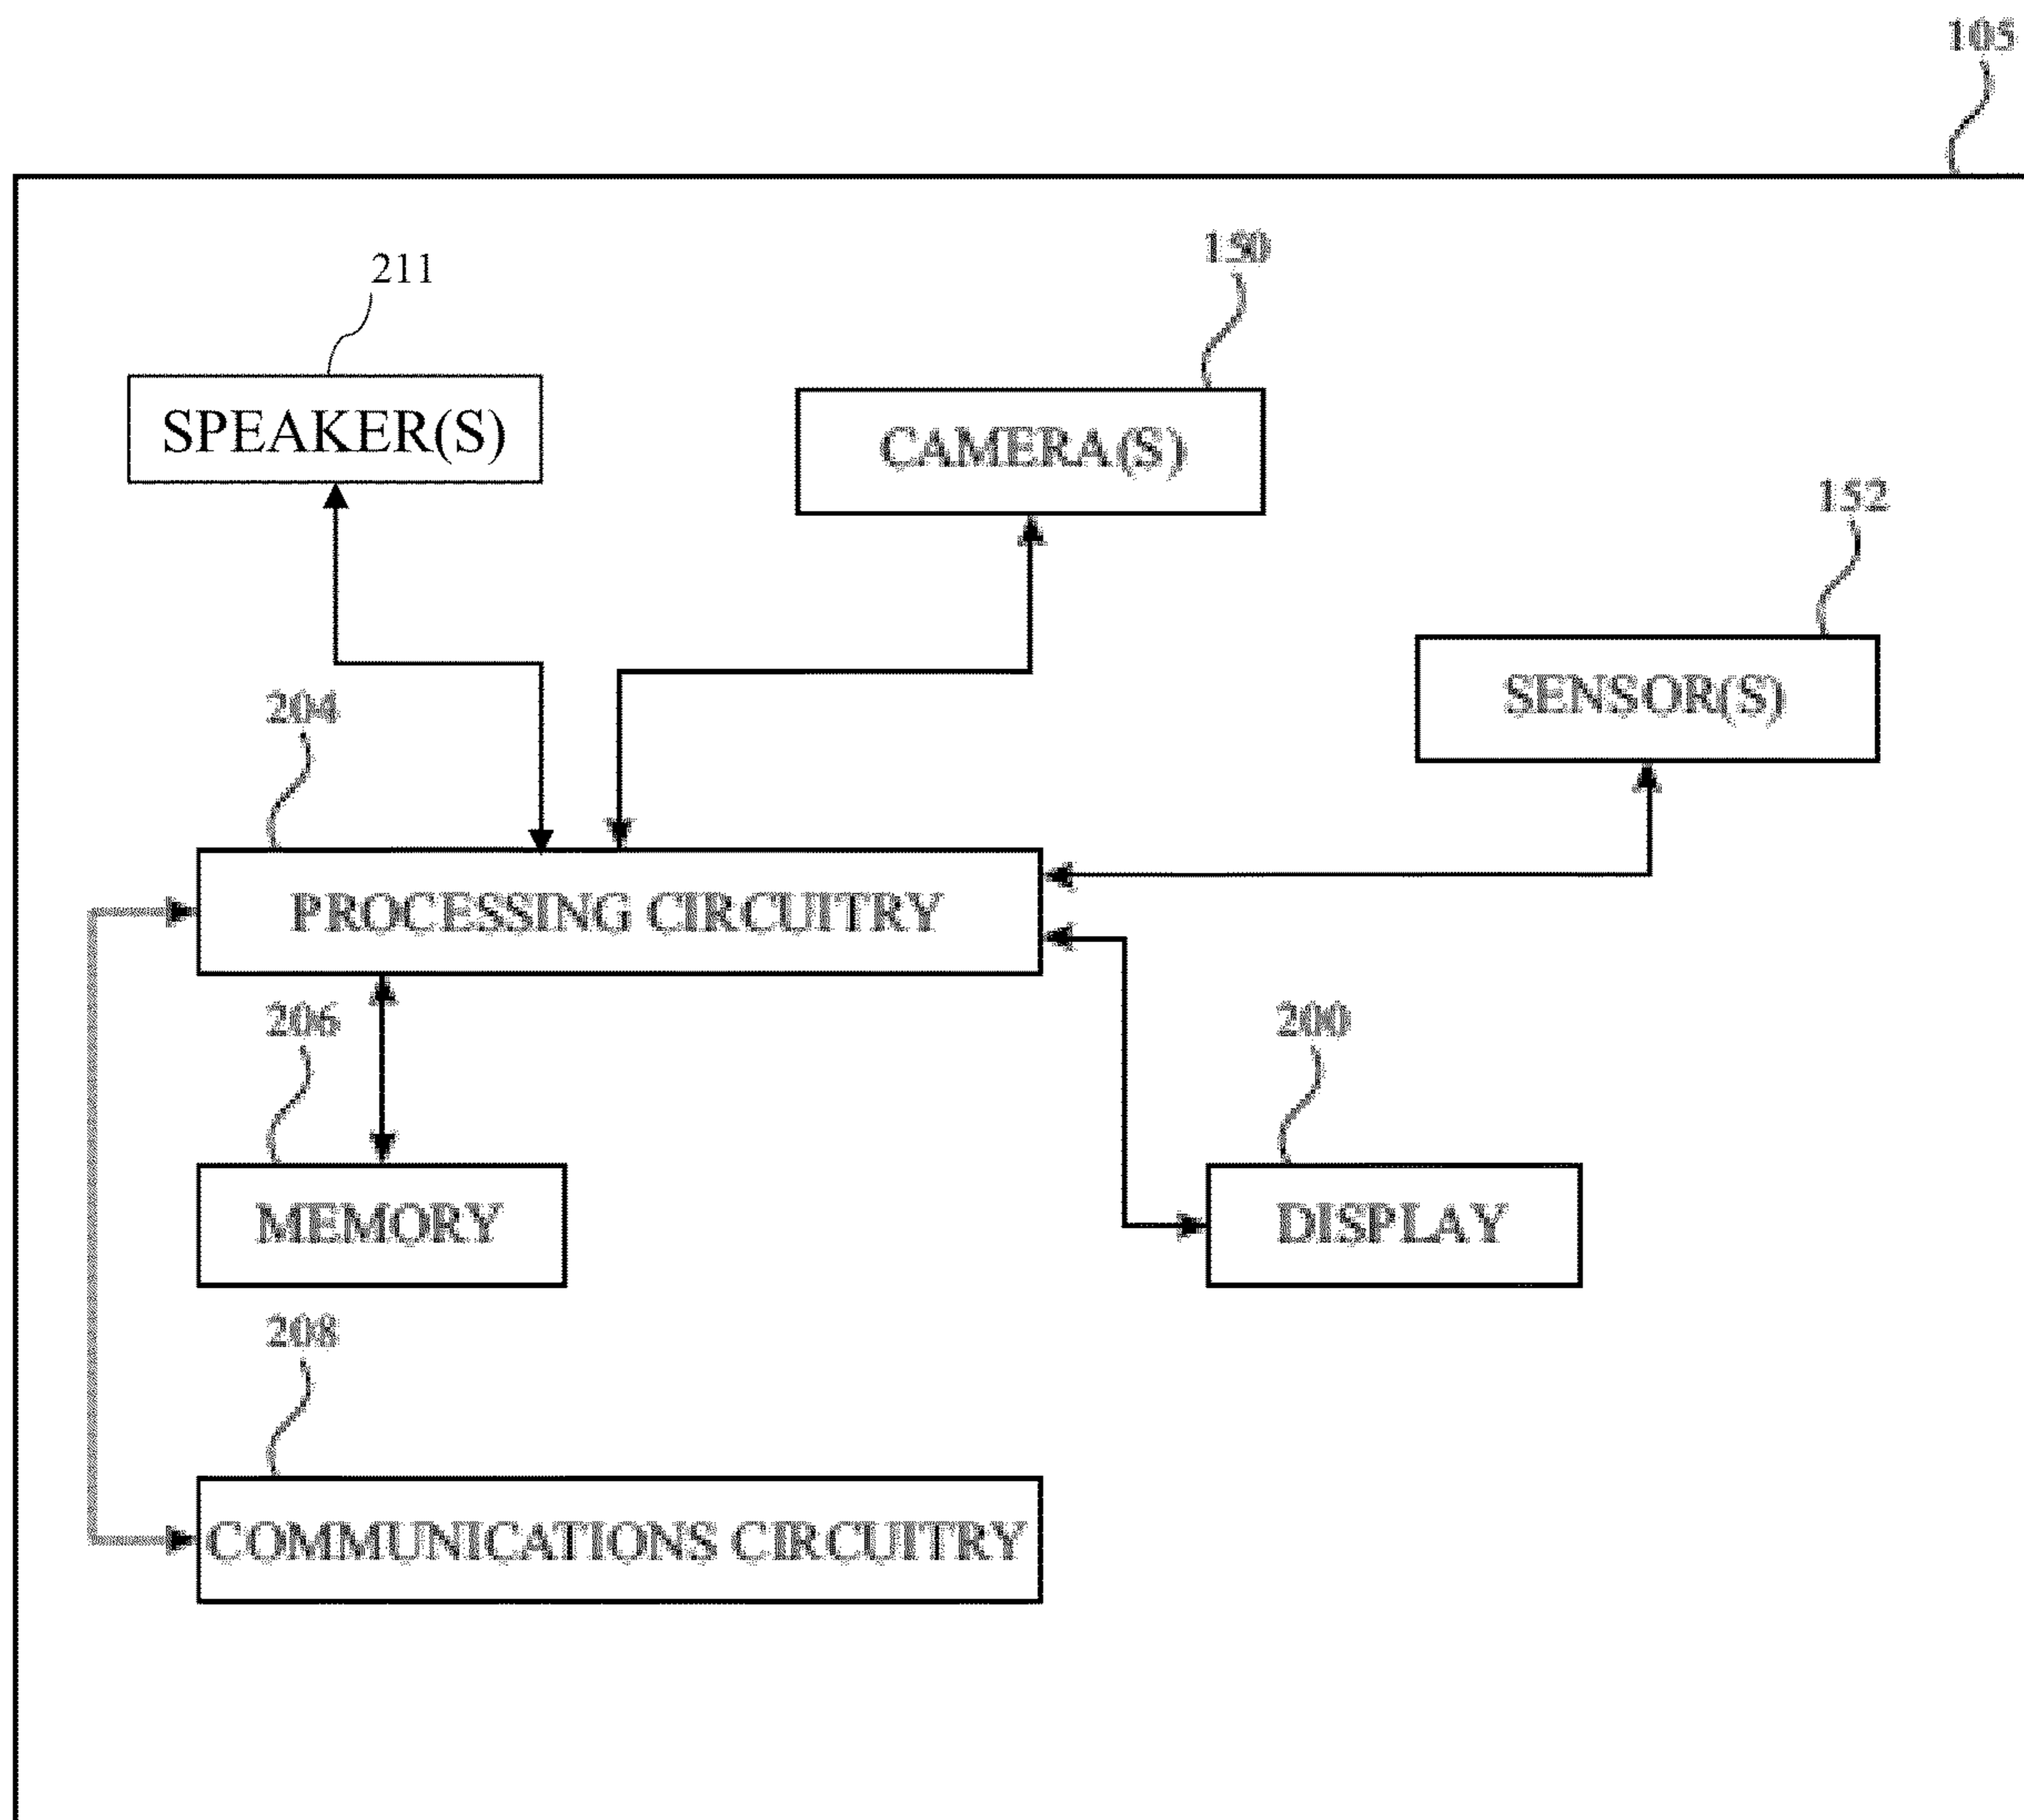 105
150
211
SPEAKER(S)
CAMERA(S)
152
SENSOR(S)
204
PROCESSING CIRCUITRY
206
200
MEMORY
DISPLAY
208
COMMUNICATIONS CIRCUITRY